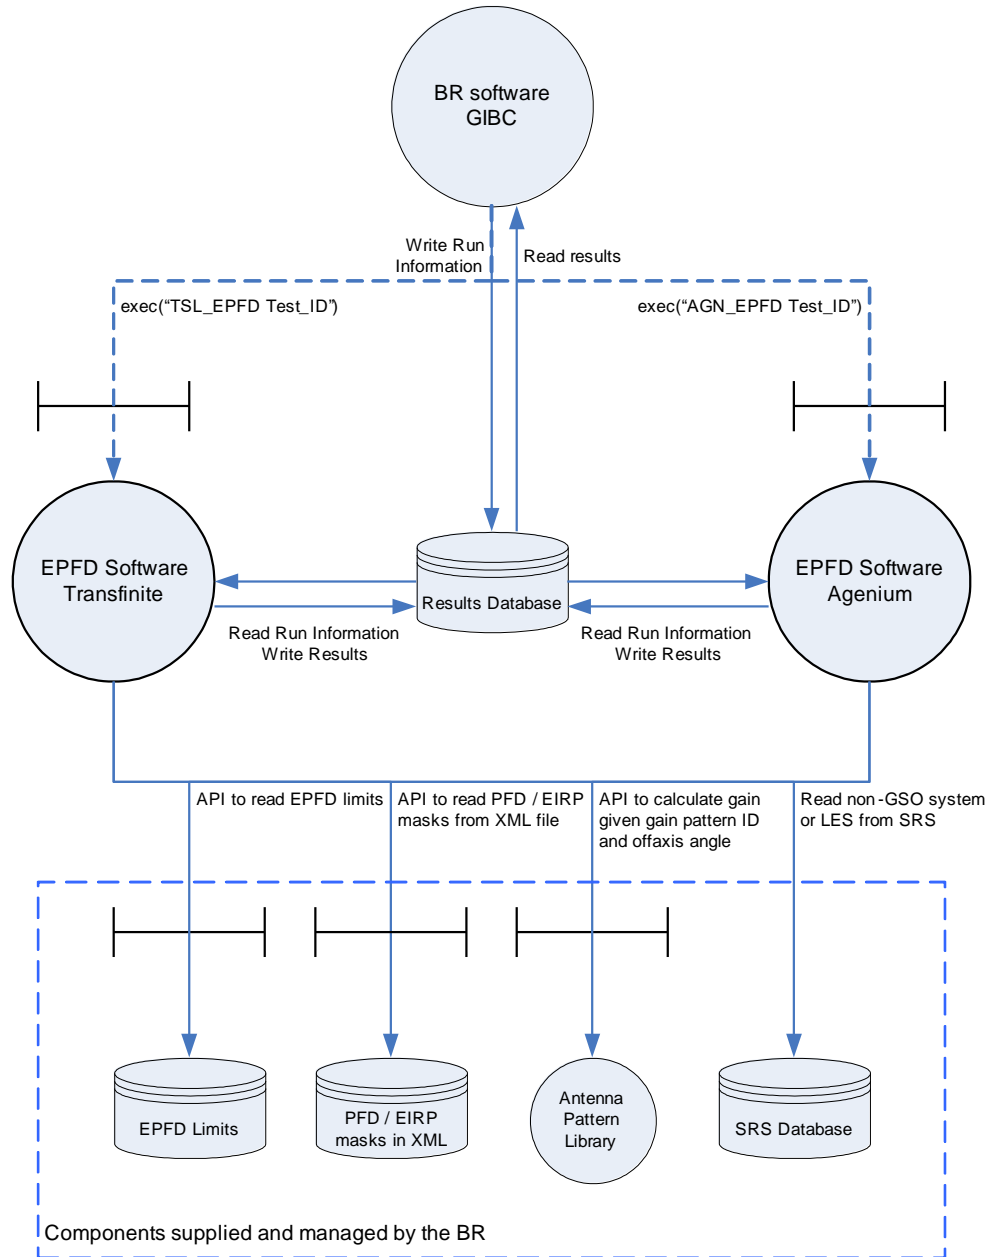 BR software
GIBC
Write Run
Information
Read results
exec(“TSL_EPFD Test_ID”)
exec(“AGN_EPFD Test_ID”)
EPFD Software
Transfinite
Results Database
EPFD Software
Agenium
Read Run Information
Write Results
Read Run Information
Write Results
API to read EPFD limits
API to read PFD / EIRP
masks from XML file
API to calculate gain
given gain pattern ID
and offaxis angle
Read non-GSO system
or LES from SRS
EPFD Limits
PFD / EIRP
masks in XML
Antenna
Pattern
Library
SRS Database
Components supplied and managed by the BR